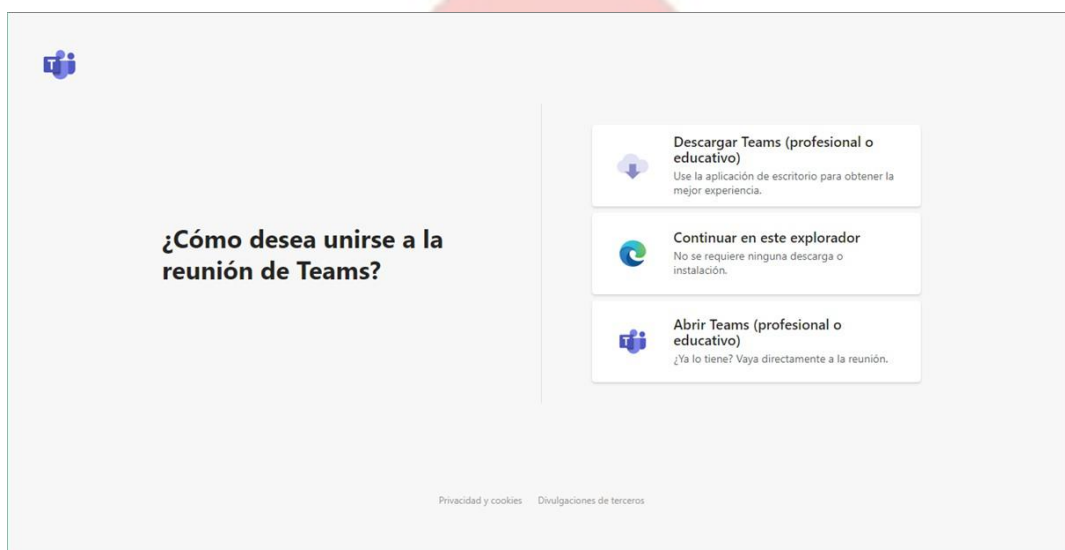 ¿Cómo desea unirse a la
reunión de Teams?
Descargar Teams (profesional o
educativo)
Use la aplicación de escritorio para obtener la
mejor experiencia.
Continuar en este explorador
No se requiere ninguna descarga o
instalación.
Abrir Teams (profesional o
educativo)
¿Ya lo tiene? Vaya directamente a la reunión.
Privacidad y cookies Divulgaciones de terceros